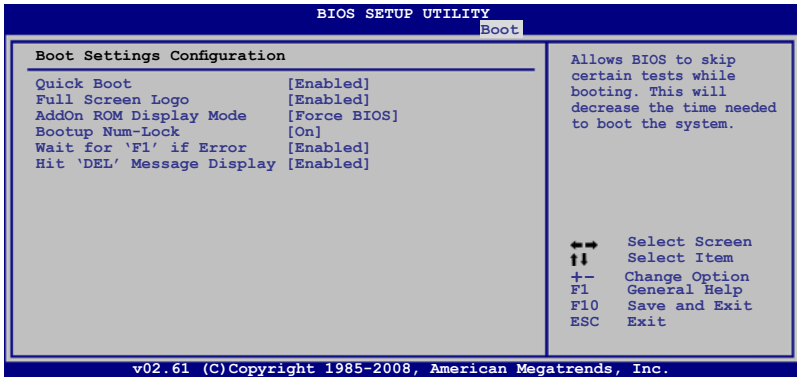 BIOS SETUP UTILITY
Boot
Boot Settings Configuration
Quick Boot [Enabled]
Full Screen Logo [Enabled]
AddOn ROM Display Mode [Force BIOS]
Bootup Num-Lock [On]
Wait for ‘F1’ if Error [Enabled]
Hit ‘DEL’ Message Display [Enabled]
Allows BIOS to skip
certain tests while
booting. This will
decrease the time needed
to boot the system.
←→ Select Screen
↑↓ Select Item
+- Change Option
F1 General Help
F10 Save and Exit
ESC Exit
v02.61 (C)Copyright 1985-2008, American Megatrends, Inc.